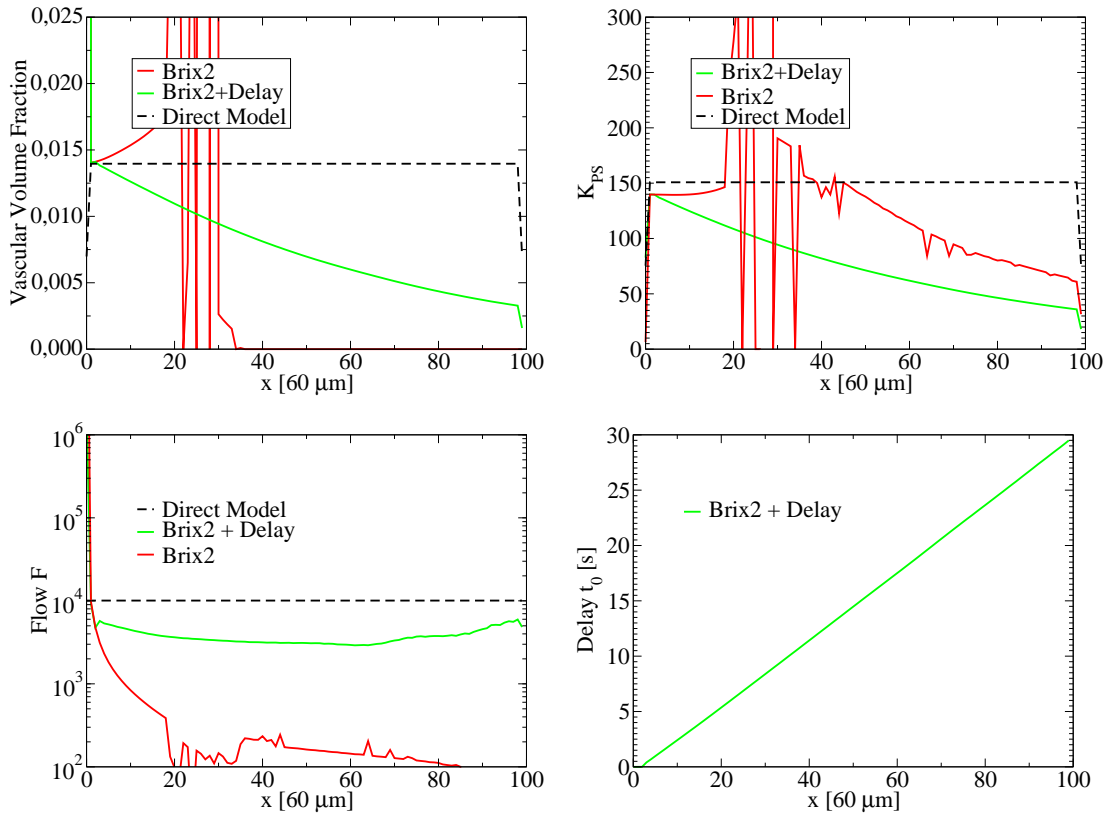 0,025
0,020
0,015
0,010
0,005
0,000
Vascular Volume Fraction
Brix2
Brix2+Delay
Direct Model
0 20 40 60 80 100
x [60 μm]
300
250
200
150
100
50
0
K_PS
Brix2+Delay
Brix2
Direct Model
0 20 40 60 80 100
x [60 μm]
10^6
10^5
10^4
10^3
10^2
Flow F
Direct Model
Brix2 + Delay
Brix2
0 20 40 60 80 100
x [60 μm]
30
25
20
15
10
5
0
Delay t_0 [s]
Brix2 + Delay
0 20 40 60 80 100
x [60 μm]